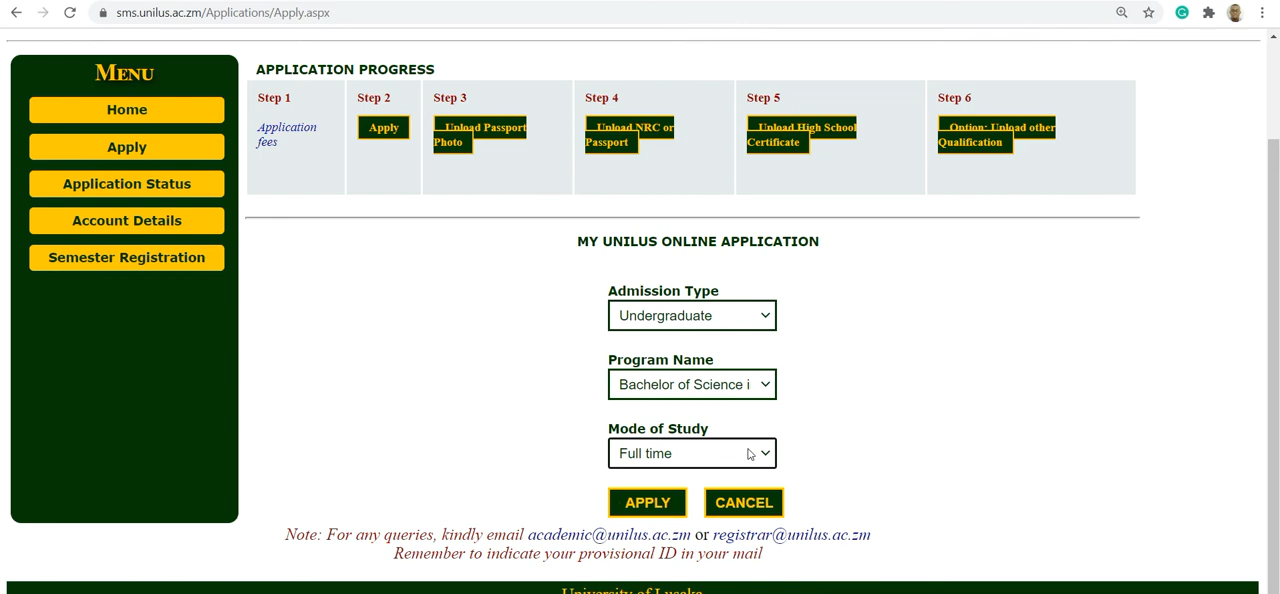 sms.unilus.ac.zm/Applications/Apply.aspx
MENU
Home
Apply
Application Status
Account Details
Semester Registration
APPLICATION PROGRESS
Step 1
Application
fees
Step 2
Apply
Step 3
Upload Passport
Photo
Step 4
Upload NRC or
Passport
Step 5
Upload High School
Certificate
Step 6
Option: Upload other
Qualification
MY UNILUS ONLINE APPLICATION
Admission Type
Undergraduate
Program Name
Bachelor of Science i
Mode of Study
Full time
APPLY CANCEL
Note: For any queries, kindly email academic@unilus.ac.zm or registrar@unilus.ac.zm
Remember to indicate your provisional ID in your mail
University of Lusaka